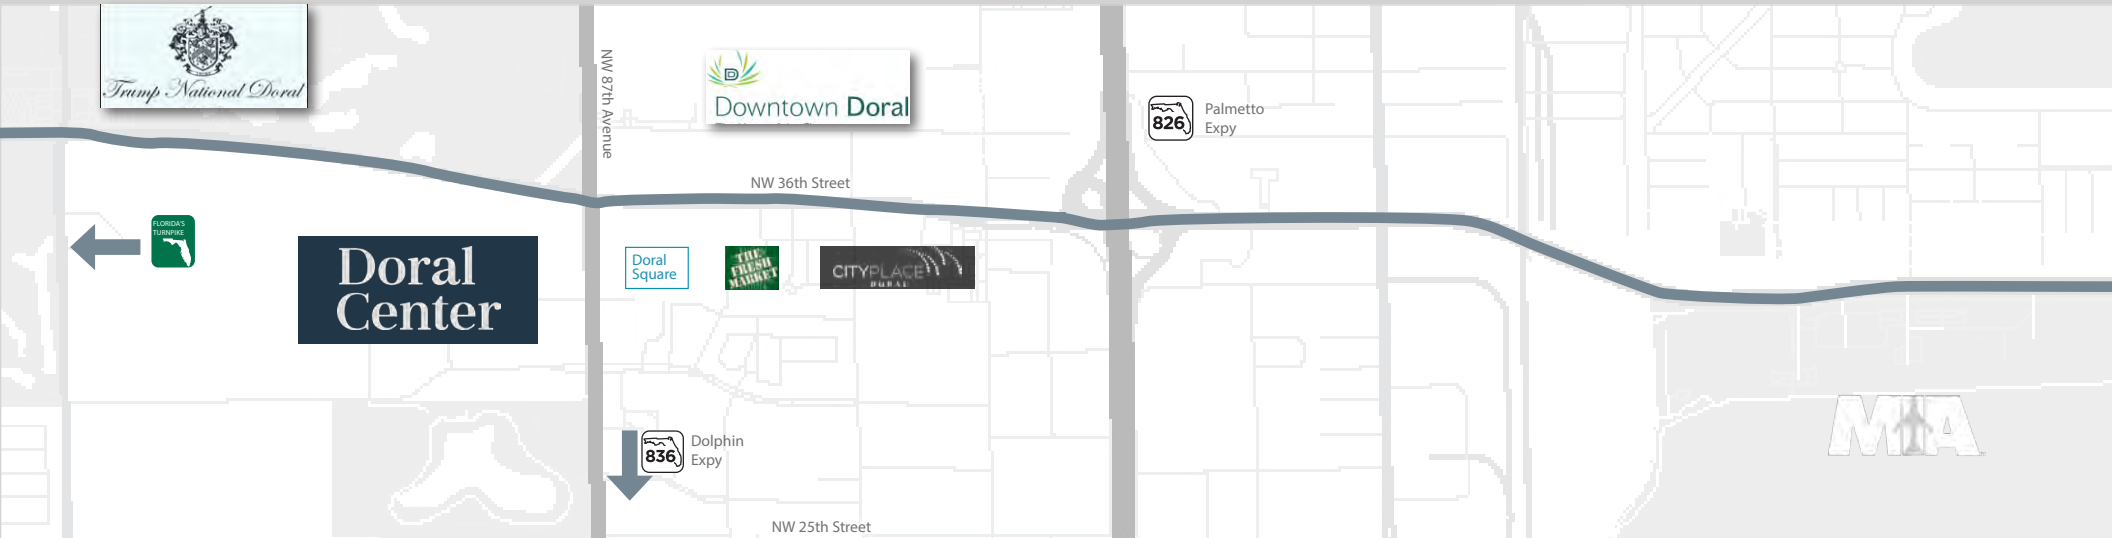 Trump National Doral
NW 87th Avenue
D
Downtown Doral
826
Palmetto
Expy
NW 36th Street
FLORIDA'S
TURNPIKE
Doral
Center
Doral
Square
THE
FRESH
MARKET
CITYPLACE
DORAL
836
Dolphin
Expy
MIA
NW 25th Street